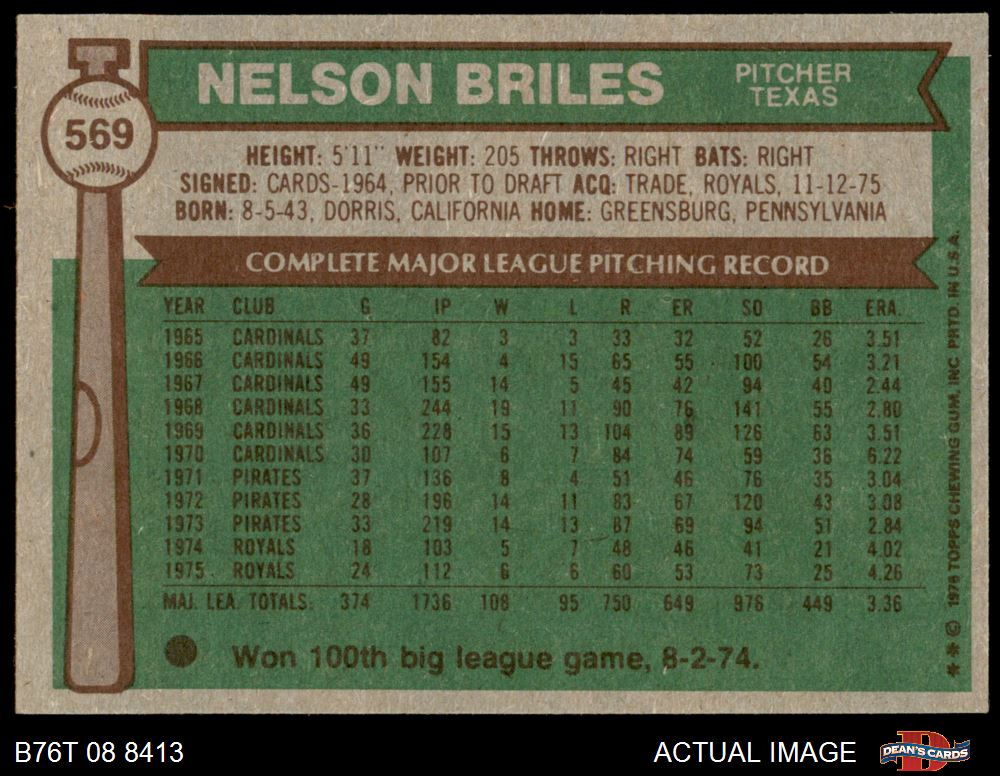 NELSON BRILES
PITCHER
TEXAS
569
HEIGHT: 5'11" WEIGHT: 205 THROWS: RIGHT BATS: RIGHT
SIGNED: CARDS-1964, PRIOR TO DRAFT ACQ: TRADE, ROYALS, 11-12-75
BORN: 8-5-43, DORRIS, CALIFORNIA HOME: GREENSBURG, PENNSYLVANIA
COMPLETE MAJOR LEAGUE PITCHING RECORD
YEAR CLUB G IP W L R ER SO BB ERA.
1965 CARDINALS 37 82 3 3 33 32 52 26 3.51
1966 CARDINALS 49 154 4 15 65 55 100 54 3.21
1967 CARDINALS 49 155 14 5 45 42 94 40 2.44
1968 CARDINALS 33 244 19 11 90 76 141 55 2.80
1969 CARDINALS 36 228 15 13 104 89 126 63 3.51
1970 CARDINALS 30 107 6 7 84 74 59 36 6.22
1971 PIRATES 37 136 8 4 51 46 76 35 3.04
1972 PIRATES 28 196 14 11 83 67 120 43 3.08
1973 PIRATES 33 219 14 13 87 69 94 51 2.84
1974 ROYALS 18 103 5 7 48 46 41 21 4.02
1975 ROYALS 24 112 6 6 60 53 73 25 4.26
MAJ. LEA. TOTALS: 374 1736 108 95 750 649 976 449 3.36
Won 100th big league game, 8-2-74.
** © 1976 TOPPS CHEWING GUM, INC. PRTD. IN U.S.A.
B76T 08 8413
ACTUAL IMAGE
DEAN'S CARDS